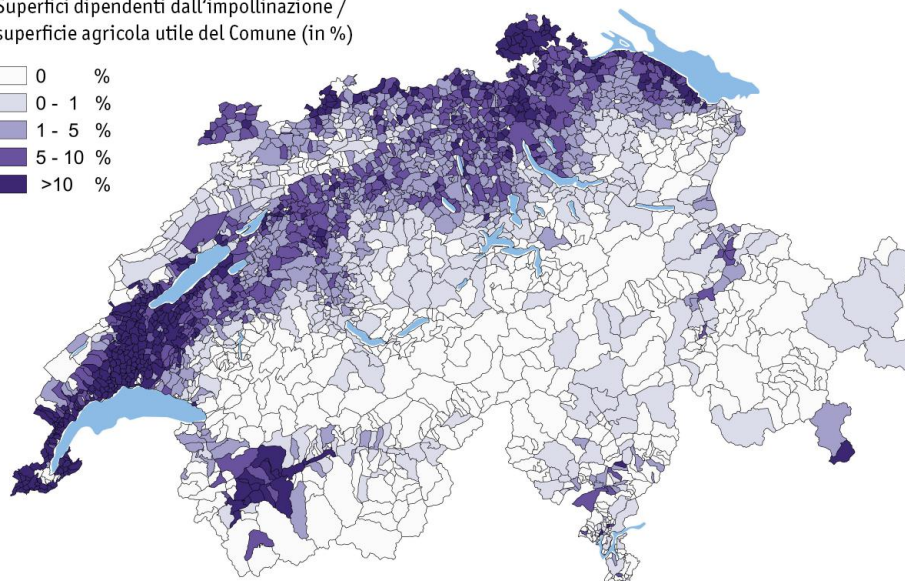 Superfici dipendenti dall'impollinazione /
superficie agricola utile del Comune (in %)
0 %
0 - 1 %
1 - 5 %
5 - 10 %
>10 %